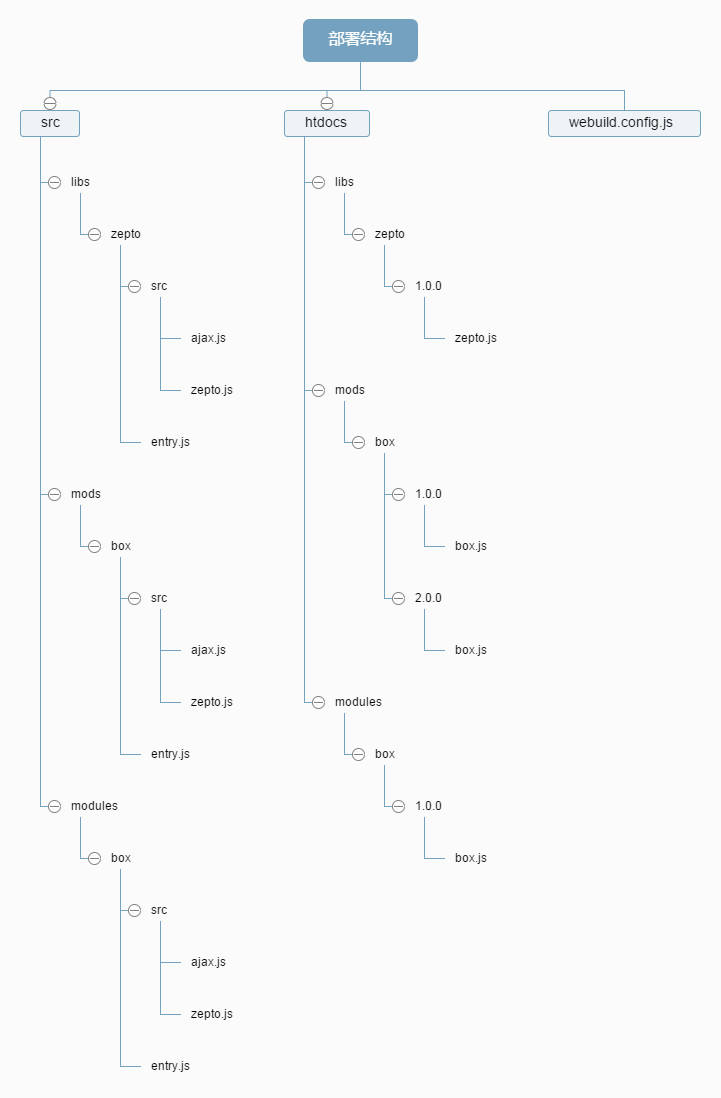 部署结构
src
htdocs
webuild.config.js
libs
zepto
src
ajax.js
zepto.js
entry.js
mods
box
src
ajax.js
zepto.js
entry.js
modules
box
src
ajax.js
zepto.js
entry.js
libs
zepto
1.0.0
zepto.js
mods
box
1.0.0
box.js
2.0.0
box.js
modules
box
1.0.0
box.js